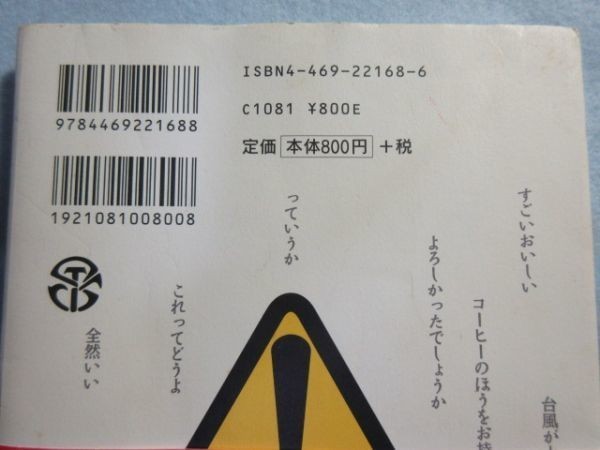 ISBN4-469-22168-6
9784469221688
C1081 ¥800E
定価 本体800円 +税
1921081008008
すごいおいしい
台風が
コーヒーのほうをお持
よろしかったでしょうか
っていうか
これってどうよ
全然いい